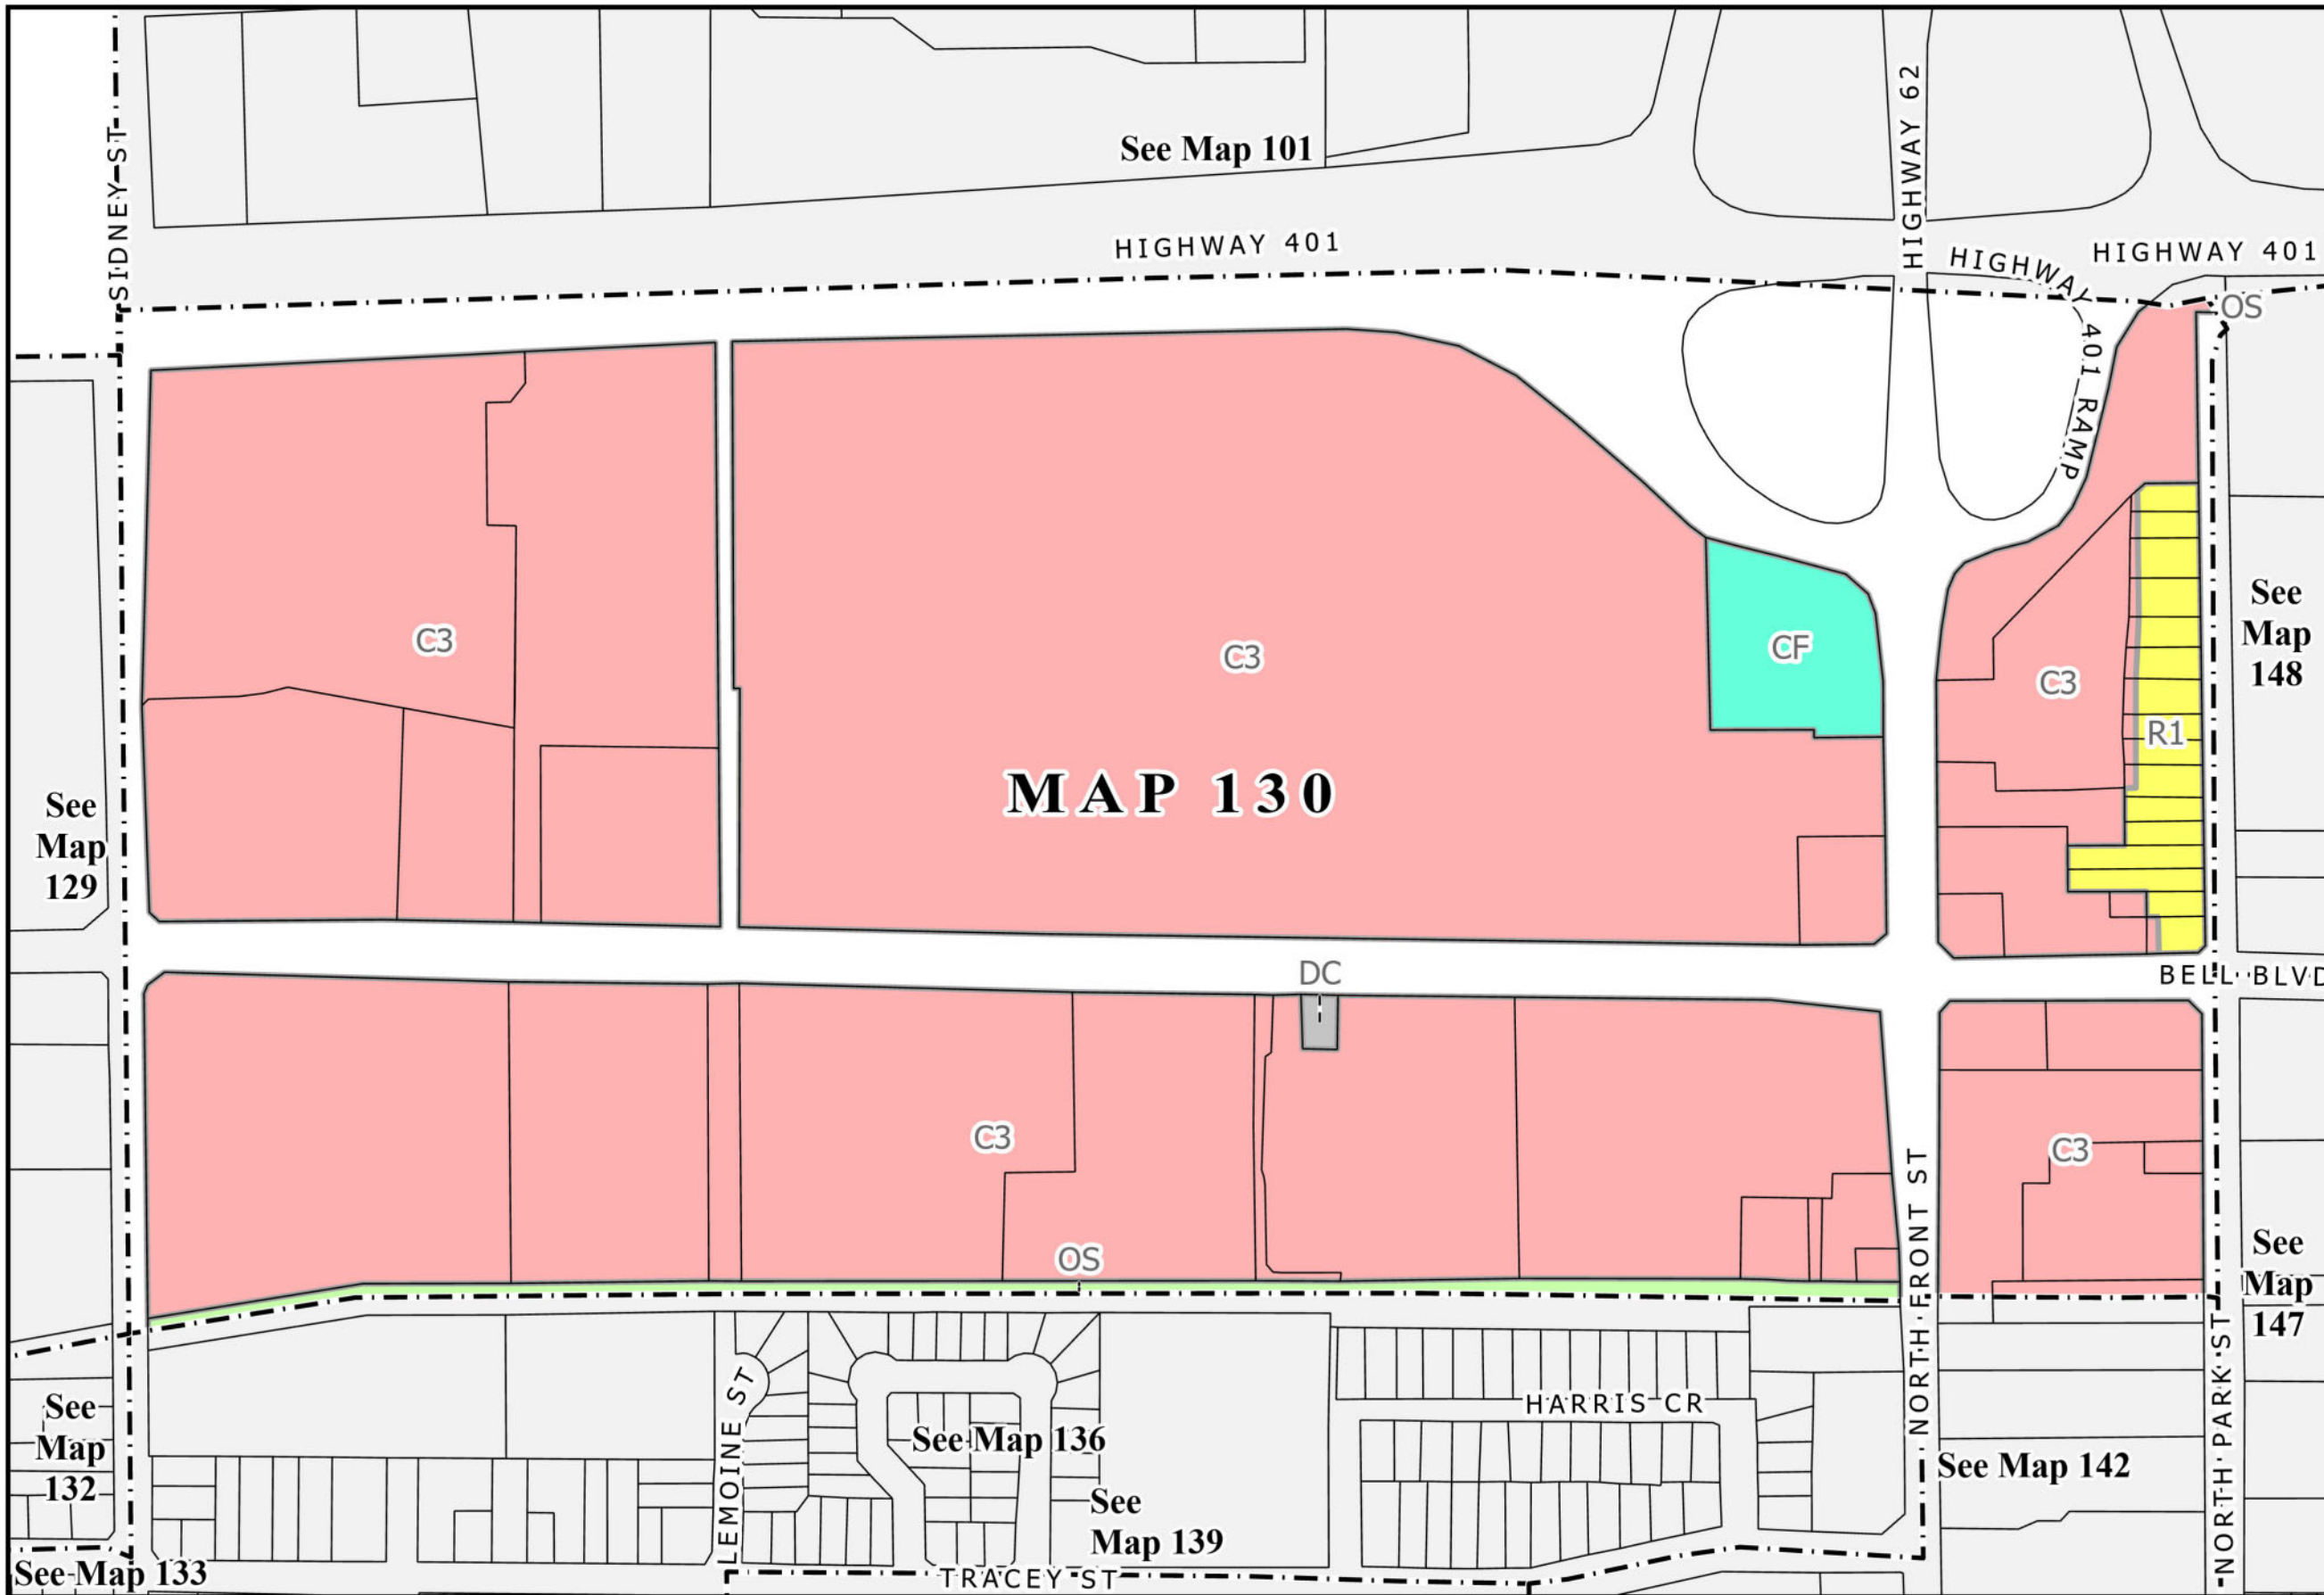 SIDNEY ST
See Map 101
HIGHWAY 62
HIGHWAY 401
HIGHWAY 401 RAMP
HIGHWAY 401
OS
C3
C3
CF
C3
R1
See
Map
148
MAP 130
See
Map
129
DC
BELL BLVD
C3
C3
OS
NORTH FRONT ST
See
Map
147
NORTH PARK ST
See
Map
132
LEMOINE ST
See Map 136
HARRIS CR
See Map 142
See
Map 139
See Map 133
TRACEY ST